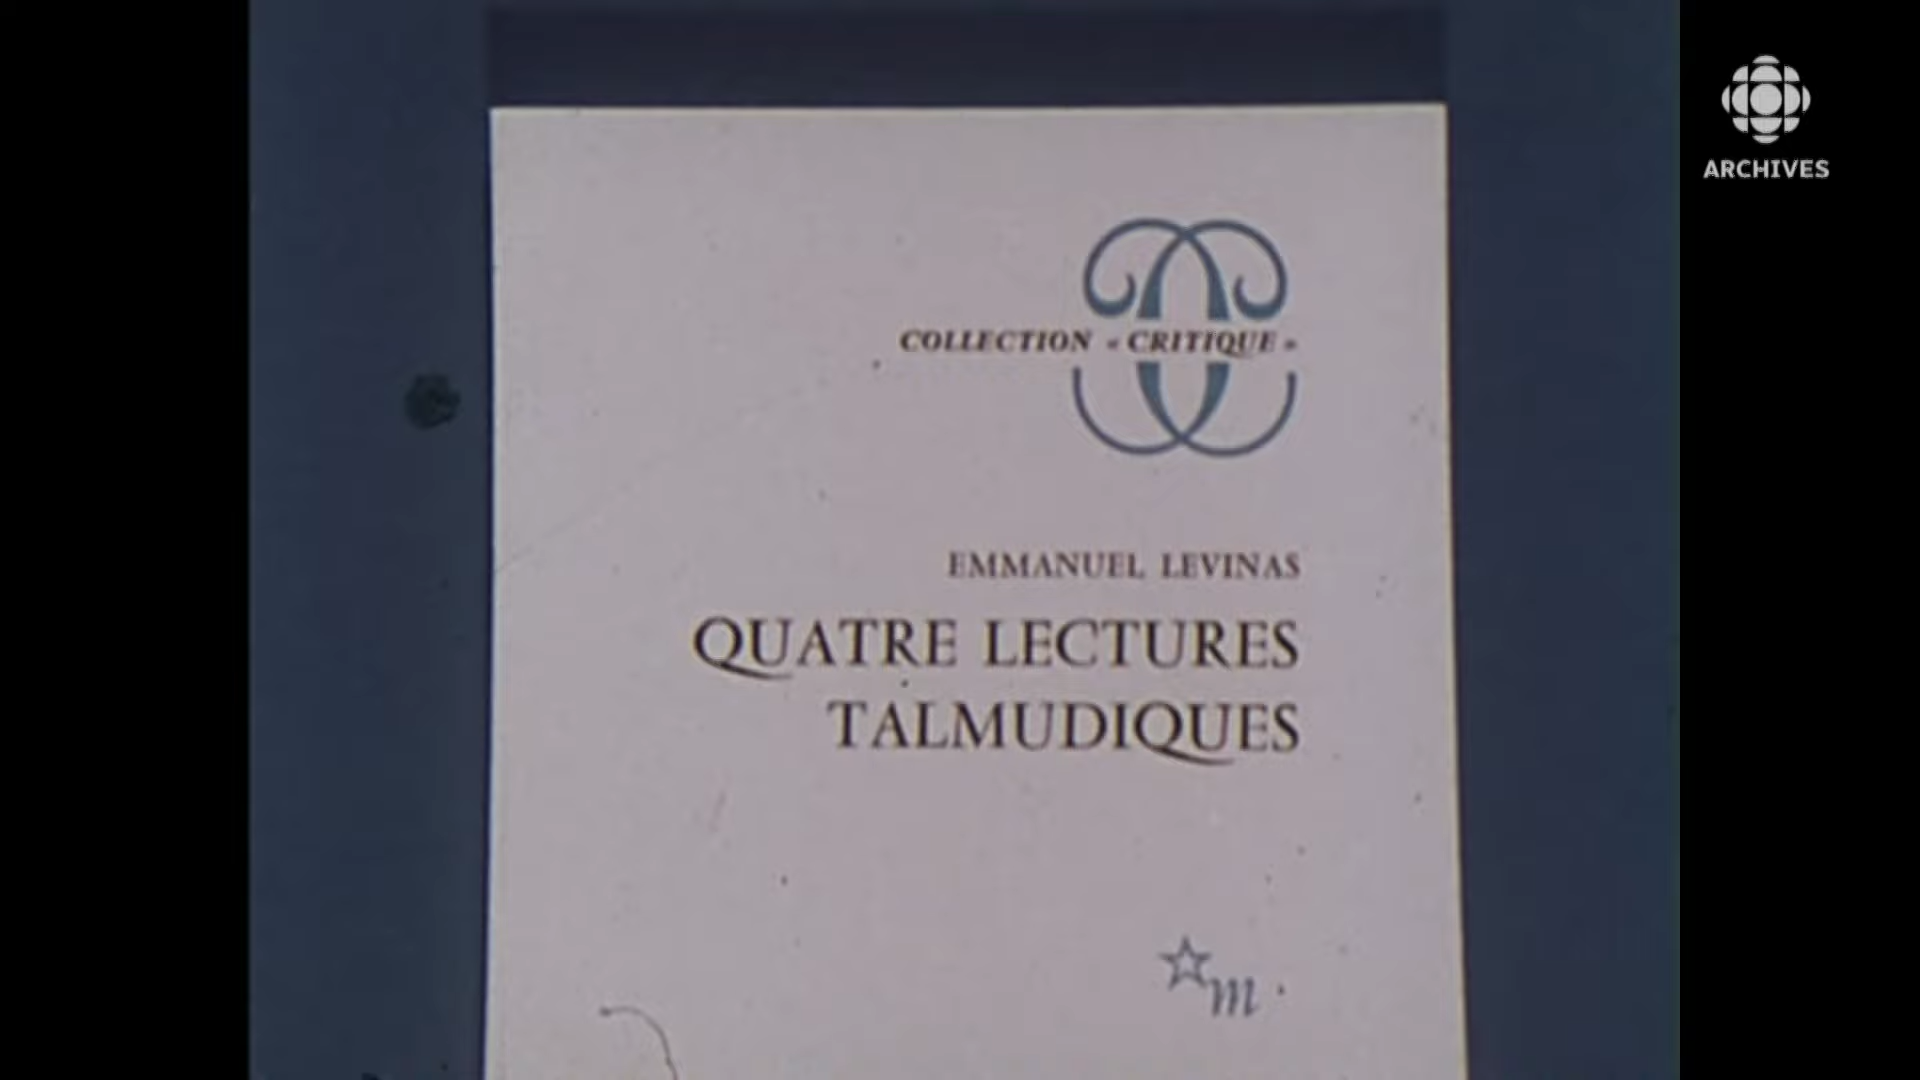 ARCHIVES
COLLECTION « CRITIQUE »
EMMANUEL LEVINAS
QUATRE LECTURES
TALMUDIQUES
m